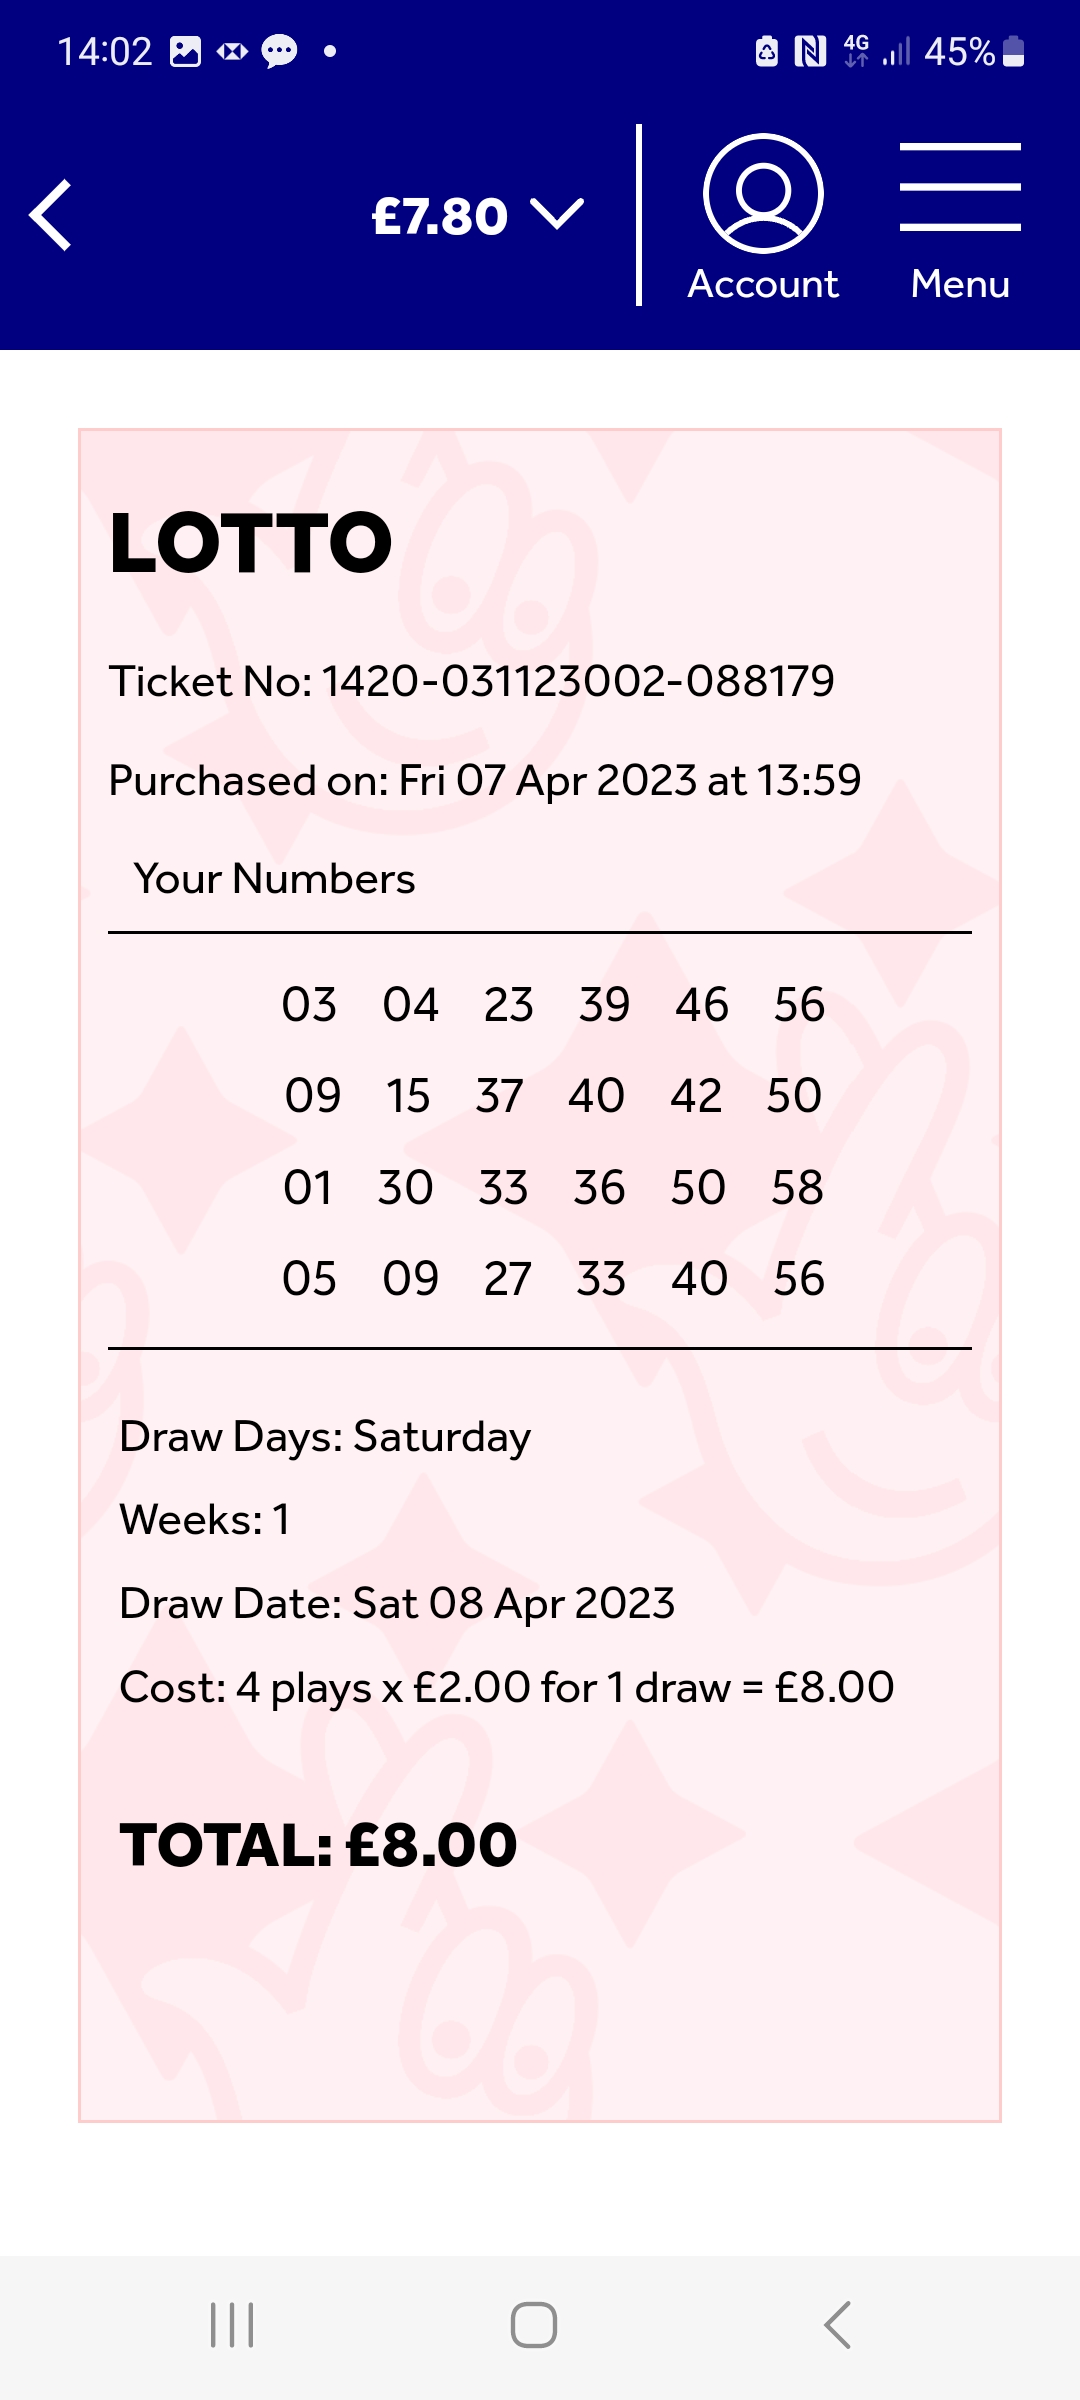 14:02
4G
45%
£7.80
Account
Menu
LOTTO
Ticket No: 1420-031123002-088179
Purchased on: Fri 07 Apr 2023 at 13:59
Your Numbers
03 04 23 39 46 56
09 15 37 40 42 50
01 30 33 36 50 58
05 09 27 33 40 56
Draw Days: Saturday
Weeks: 1
Draw Date: Sat 08 Apr 2023
Cost: 4 plays x £2.00 for 1 draw = £8.00
TOTAL: £8.00